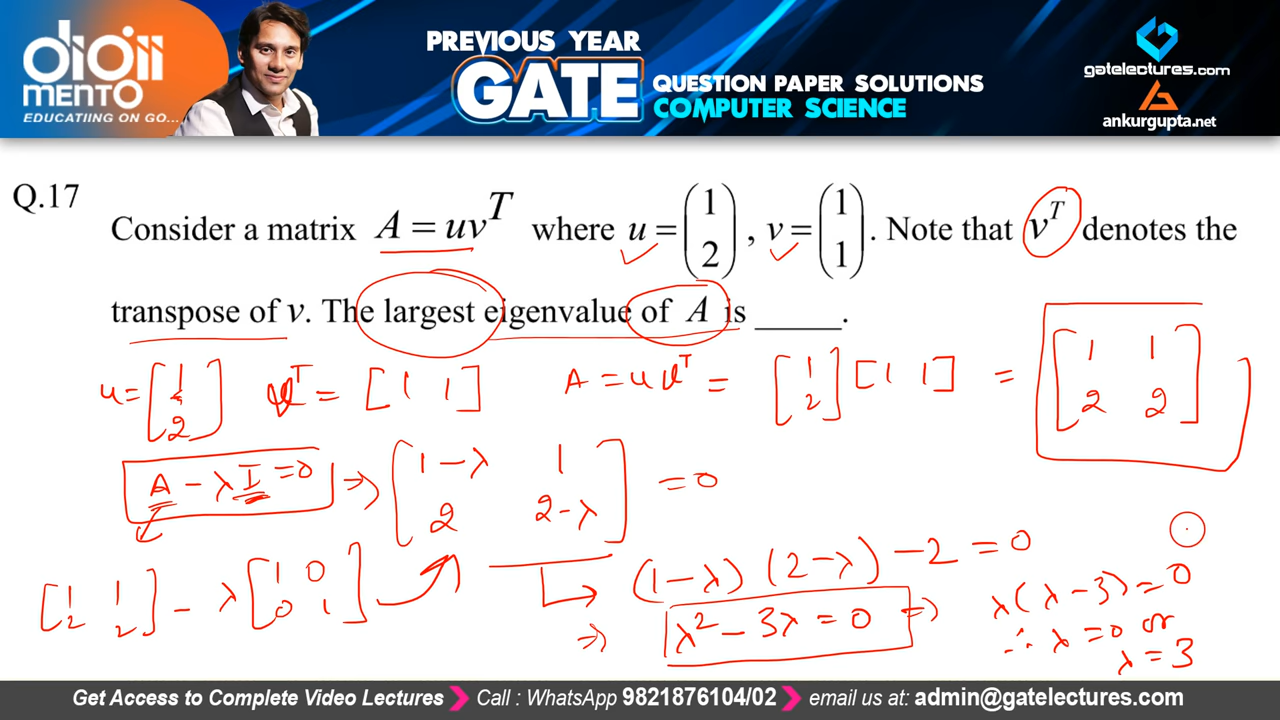 digii
mento
EDUCATIING ON GO...
PREVIOUS YEAR
GATE
QUESTION PAPER SOLUTIONS
COMPUTER SCIENCE
gatelectures.com
ankurgupta.net
Q.17
Consider a matrix A = uv^T where u = (1 2), v = (1 1). Note that v^T denotes the
transpose of v. The largest eigenvalue of A is _____.
u = [1 2] v^T = [1 1] A = u v^T = [1 2] [1 1] = [1 1 2 2]
A - λI = 0 ⇒ [1-λ 1 2 2-λ] = 0
[1 1 2 2] - λ [1 0 0 1]
(1-λ) (2-λ) - 2 = 0
⇒ λ² - 3λ = 0 ⇒ λ(λ-3) = 0
∴ λ = 0 or
λ = 3
Get Access to Complete Video Lectures Call : WhatsApp 9821876104/02 email us at: admin@gatelectures.com